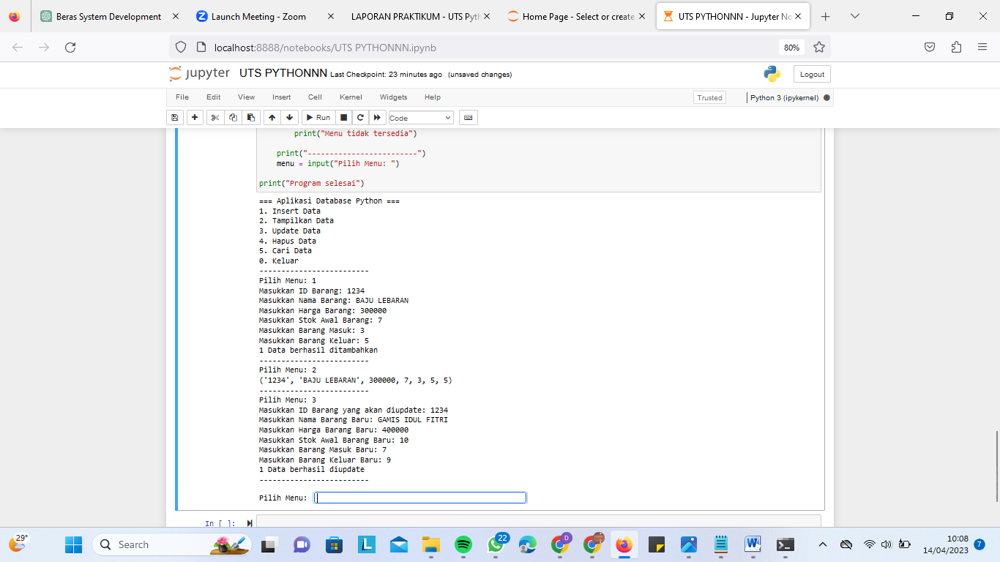 Beras System Development
Launch Meeting - Zoom
LAPORAN PRAKTIKUM - UTS Pyth
Home Page - Select or create
UTS PYTHONNN - Jupyter No
localhost:8888/notebooks/UTS PYTHONNN.ipynb
80%
jupyter UTS PYTHONNN Last Checkpoint: 23 minutes ago (unsaved changes)
Logout
File Edit View Insert Cell Kernel Widgets Help
Trusted
Python 3 (ipykernel)
Run
Code
print("Menu tidak tersedia")
print("-------------------------")
menu = input("Pilih Menu: ")
print("Program selesai")
=== Aplikasi Database Python ===
1. Insert Data
2. Tampilkan Data
3. Update Data
4. Hapus Data
5. Cari Data
0. Keluar
-------------------------
Pilih Menu: 1
Masukkan ID Barang: 1234
Masukkan Nama Barang: BAJU LEBARAN
Masukkan Harga Barang: 300000
Masukkan Stok Awal Barang: 7
Masukkan Barang Masuk: 3
Masukkan Barang Keluar: 5
1 Data berhasil ditambahkan
-------------------------
Pilih Menu: 2
('1234', 'BAJU LEBARAN', 300000, 7, 3, 5, 5)
-------------------------
Pilih Menu: 3
Masukkan ID Barang yang akan diupdate: 1234
Masukkan Nama Barang Baru: GAMIS IDUL FITRI
Masukkan Harga Barang Baru: 400000
Masukkan Stok Awal Barang Baru: 10
Masukkan Barang Masuk Baru: 7
Masukkan Barang Keluar Baru: 9
1 Data berhasil diupdate
-------------------------
Pilih Menu:
In [ ]:
29°
Search
22
10:08
14/04/2023
7